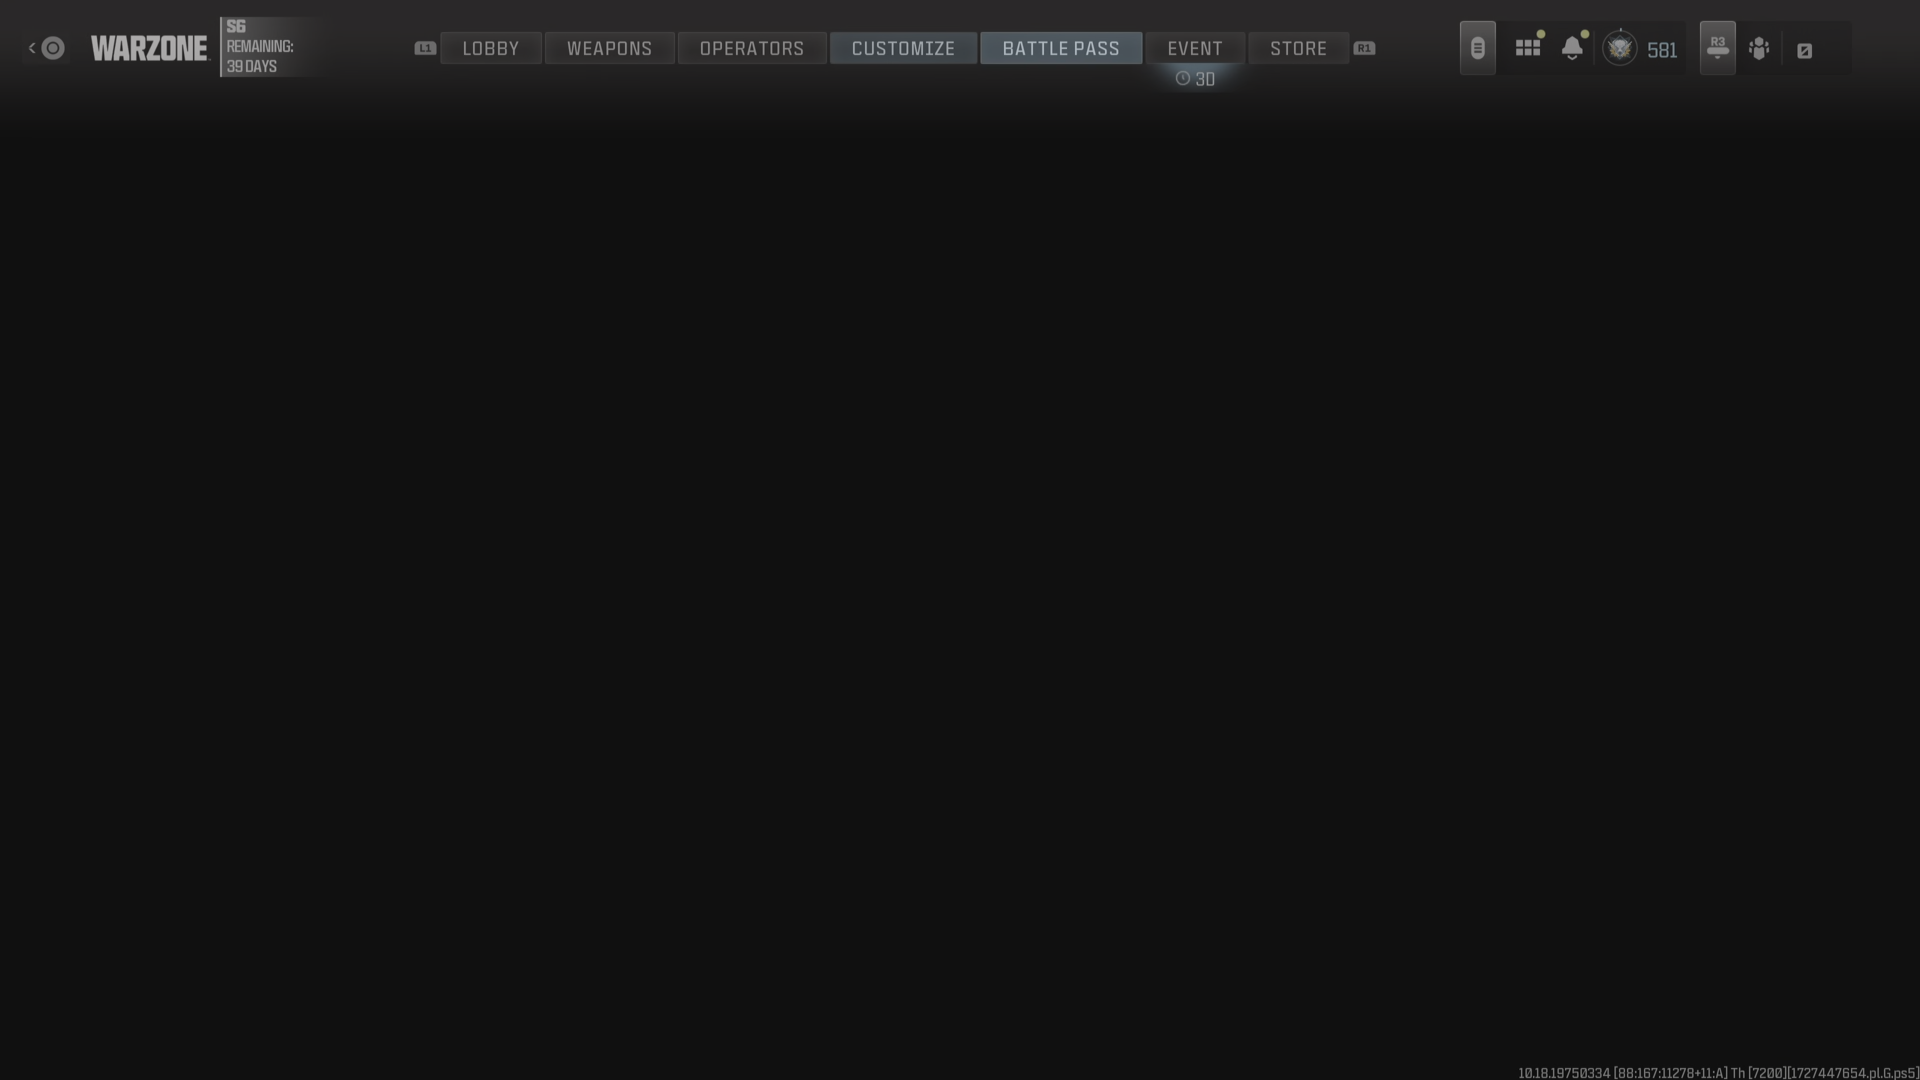 WARZONE
S6
REMAINING:
39 DAYS
L1
LOBBY
WEAPONS
OPERATORS
CUSTOMIZE
BATTLE PASS
EVENT
STORE
R1
3D
581
R3
0
10.18.19750334 [88:167:11278+11:A] Th [7200][1727447654.pl.G.ps5]